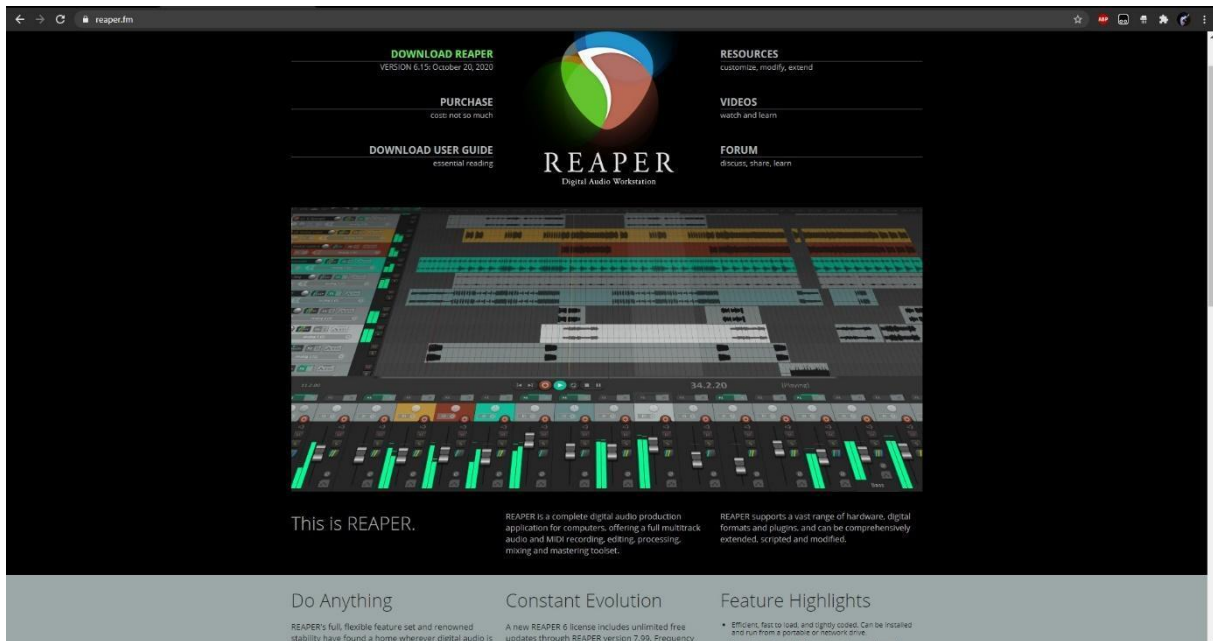 reaper.fm
ABP
DOWNLOAD REAPER
VERSION 6.15: October 20, 2020
PURCHASE
cost: not so much
DOWNLOAD USER GUIDE
essential reading
REAPER
Digital Audio Workstation
RESOURCES
customize, modify, extend
VIDEOS
watch and learn
FORUM
discuss, share, learn
34.2.20
(Playing)
This is REAPER.
REAPER is a complete digital audio production
application for computers, offering a full multitrack
audio and MIDI recording, editing, processing,
mixing and mastering toolset.
REAPER supports a vast range of hardware, digital
formats and plugins, and can be comprehensively
extended, scripted and modified.
Do Anything
REAPER's full, flexible feature set and renowned
stability have found a home wherever digital audio is
Constant Evolution
A new REAPER 6 license includes unlimited free
updates through REAPER version 7.99. Frequency
Feature Highlights
• Efficient, fast to load, and tightly coded. Can be installed
and run from a portable or network drive.